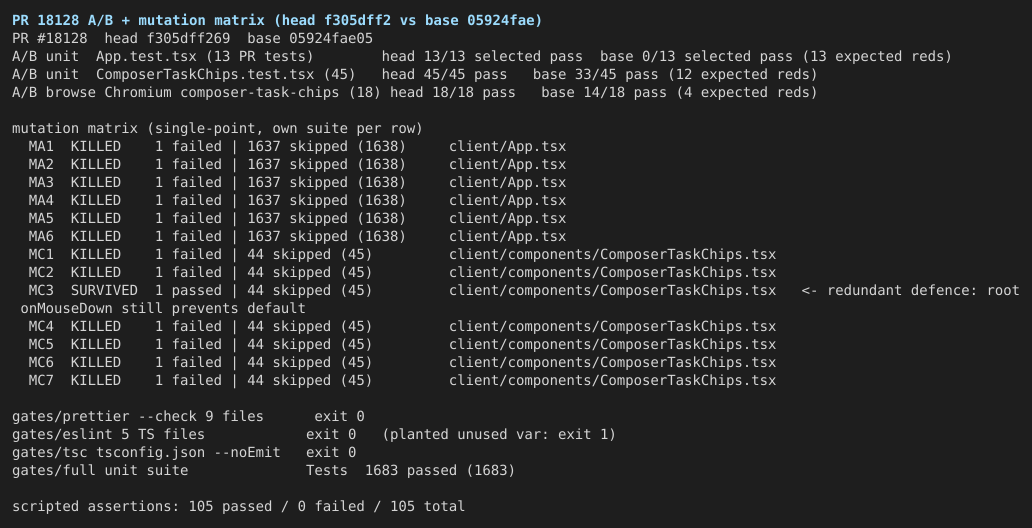 PR 18128 A/B + mutation matrix (head f305dff2 vs base 05924fae)
PR #18128  head f305dff269  base 05924fae05
A/B unit  App.test.tsx (13 PR tests)        head 13/13 selected pass  base 0/13 selected pass (13 expected reds)
A/B unit  ComposerTaskChips.test.tsx (45)   head 45/45 pass   base 33/45 pass (12 expected reds)
A/B browse Chromium composer-task-chips (18) head 18/18 pass   base 14/18 pass (4 expected reds)
mutation matrix (single-point, own suite per row)
MA1  KILLED    1 failed | 1637 skipped (1638)     client/App.tsx
MA2  KILLED    1 failed | 1637 skipped (1638)     client/App.tsx
MA3  KILLED    1 failed | 1637 skipped (1638)     client/App.tsx
MA4  KILLED    1 failed | 1637 skipped (1638)     client/App.tsx
MA5  KILLED    1 failed | 1637 skipped (1638)     client/App.tsx
MA6  KILLED    1 failed | 1637 skipped (1638)     client/App.tsx
MC1  KILLED    1 failed | 44 skipped (45)         client/components/ComposerTaskChips.tsx
MC2  KILLED    1 failed | 44 skipped (45)         client/components/ComposerTaskChips.tsx
MC3  SURVIVED  1 passed | 44 skipped (45)         client/components/ComposerTaskChips.tsx   <- redundant defence: root
onMouseDown still prevents default
MC4  KILLED    1 failed | 44 skipped (45)         client/components/ComposerTaskChips.tsx
MC5  KILLED    1 failed | 44 skipped (45)         client/components/ComposerTaskChips.tsx
MC6  KILLED    1 failed | 44 skipped (45)         client/components/ComposerTaskChips.tsx
MC7  KILLED    1 failed | 44 skipped (45)         client/components/ComposerTaskChips.tsx
gates/prettier --check 9 files      exit 0
gates/eslint 5 TS files            exit 0   (planted unused var: exit 1)
gates/tsc tsconfig.json --noEmit   exit 0
gates/full unit suite              Tests  1683 passed (1683)
scripted assertions: 105 passed / 0 failed / 105 total